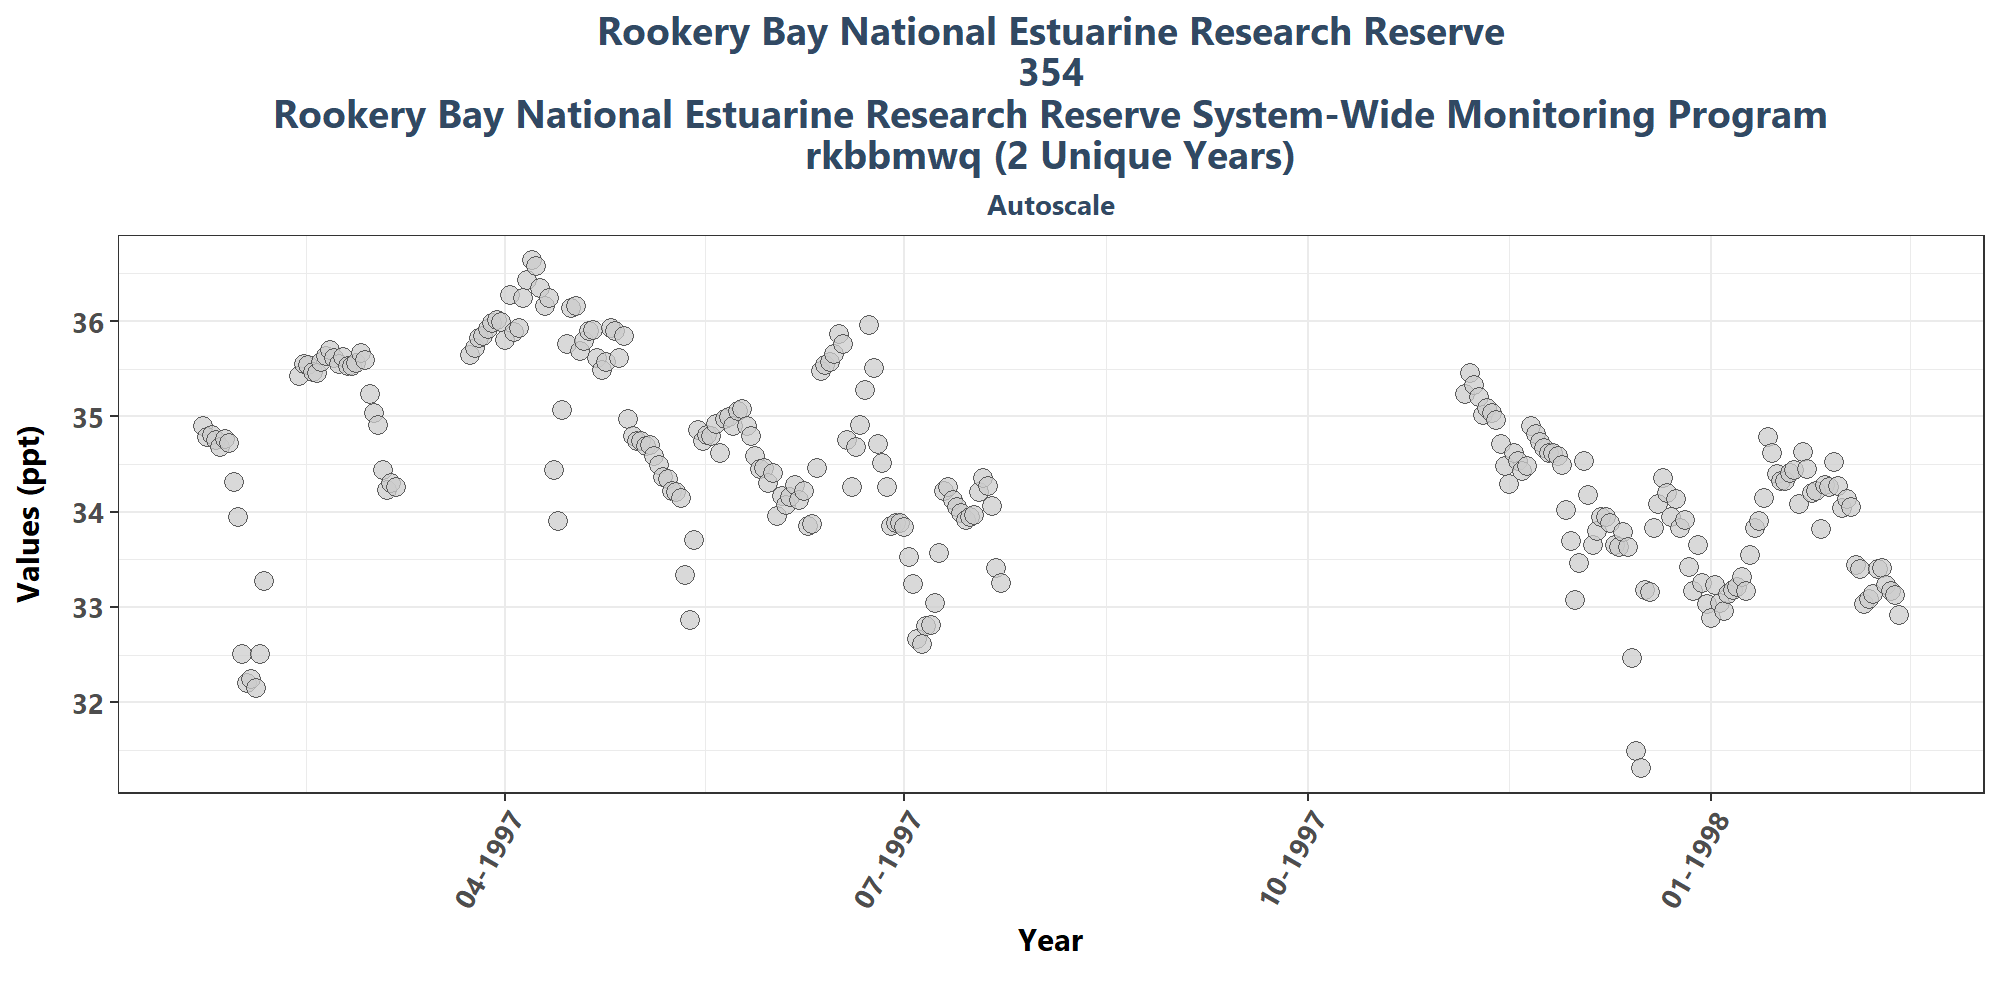 Rookery Bay National Estuarine Research Reserve
354
Rookery Bay National Estuarine Research Reserve System-Wide Monitoring Program
rkbbmwq (2 Unique Years)
Autoscale
Values (ppt)
36
35
34
33
32
04-1997
07-1997
10-1997
01-1998
Year